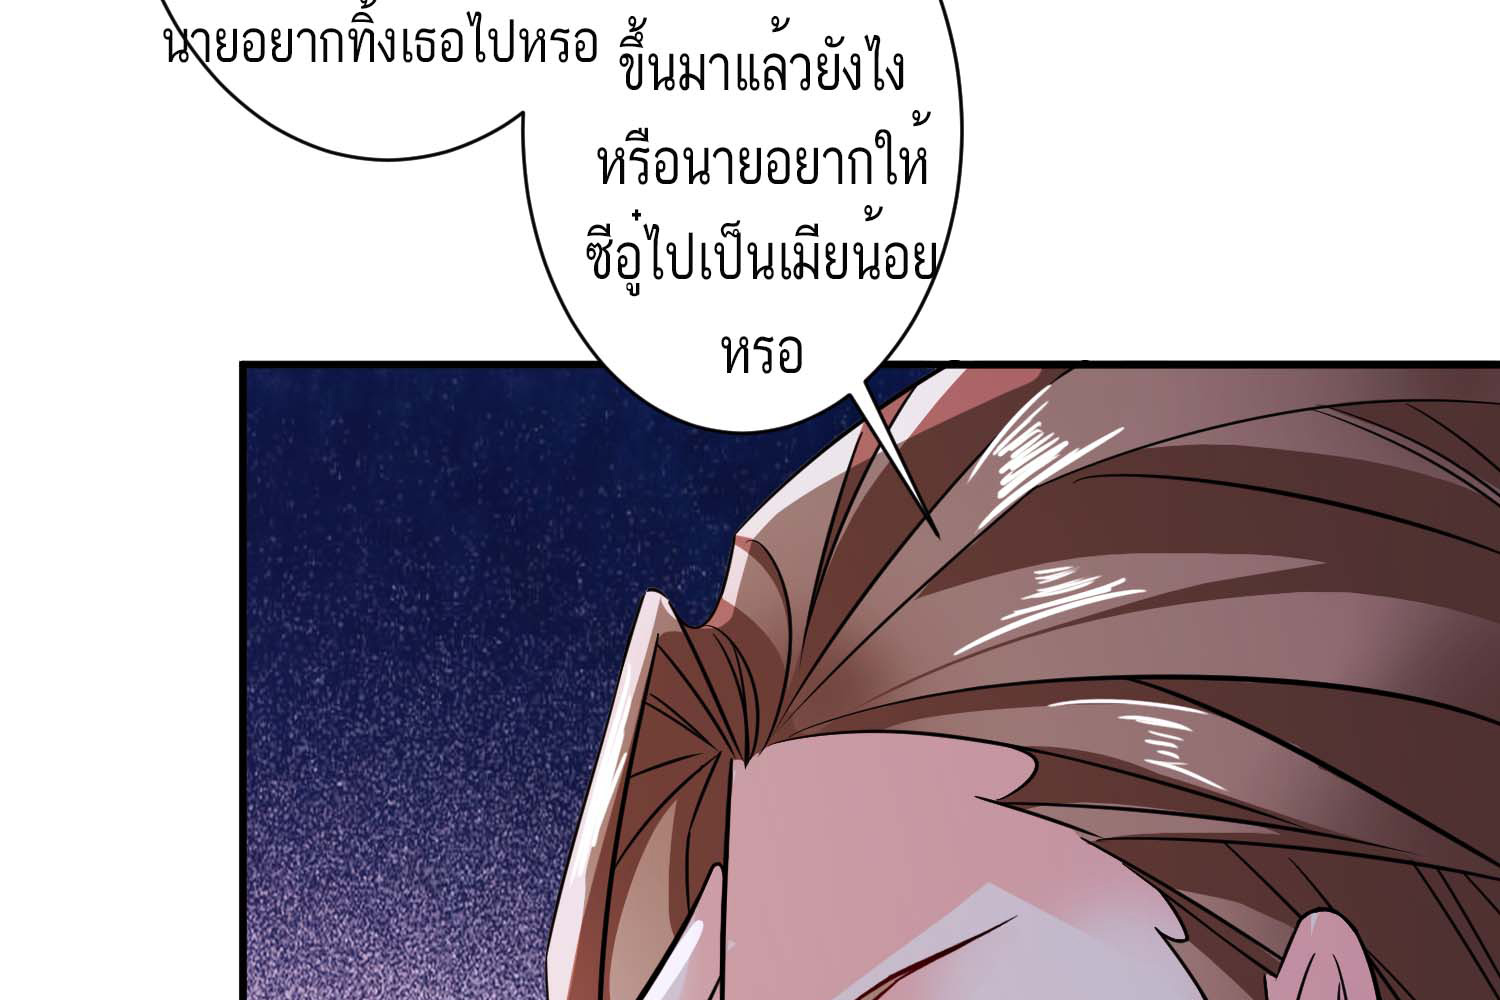 นายอยากทิ้งเธอไปหรอ
ขึ้นมาแล้วยังไง
หรือนายอยากให้
ซีอู๋ไปเป็นเมียน้อย
หรอ